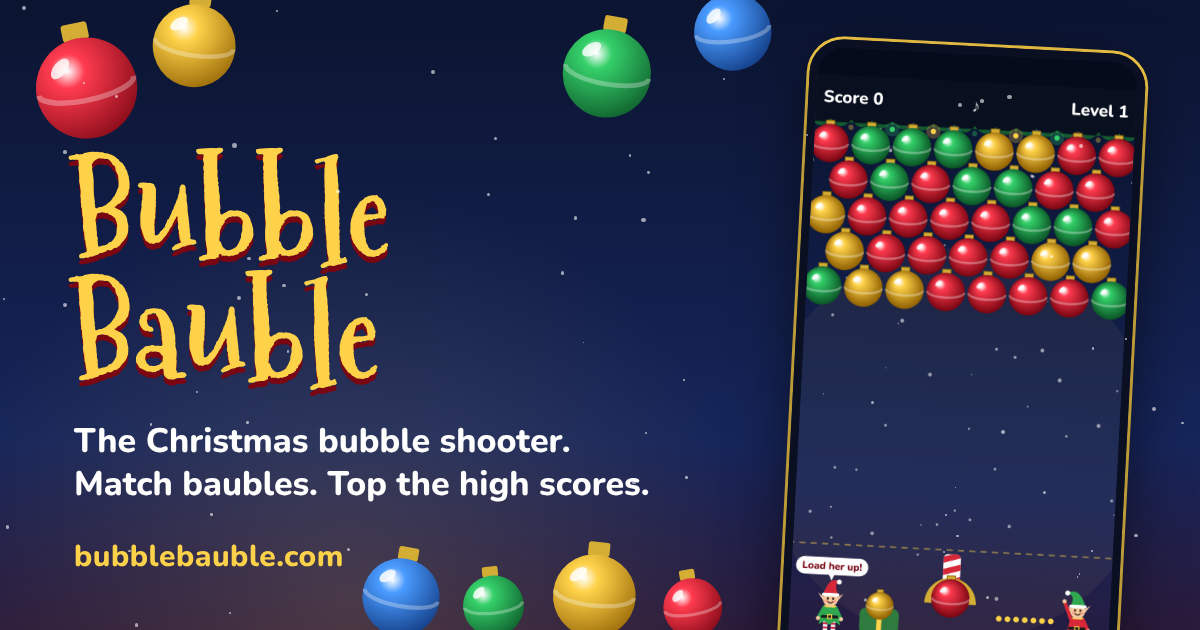 Bubble
Bauble
The Christmas bubble shooter.
Match baubles. Top the high scores.
bubblebauble.com
Score 0
Level 1
Load her up!